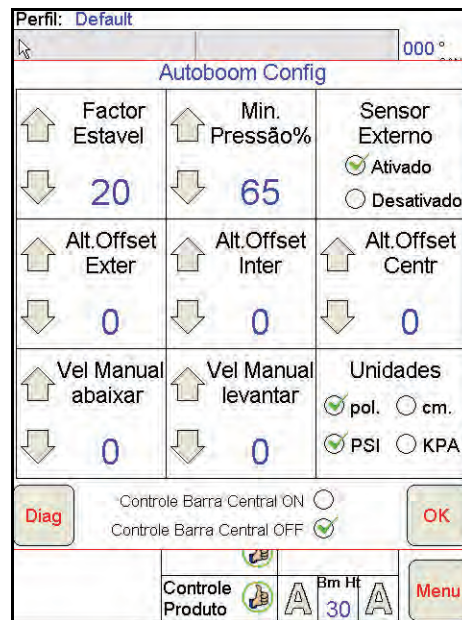 Perfil: Default
000 °
Autoboom Config
Factor Estavel
20
Min. Pressão%
65
Sensor Externo
Ativado
Desativado
Alt.Offset Exter
0
Alt.Offset Inter
0
Alt.Offset Centr
0
Vel Manual abaixar
0
Vel Manual levantar
0
Unidades
pol. cm.
PSI KPA
Diag
Controle Barra Central ON
Controle Barra Central OFF
OK
Controle Produto
A
Bm Ht
30
A
Menu